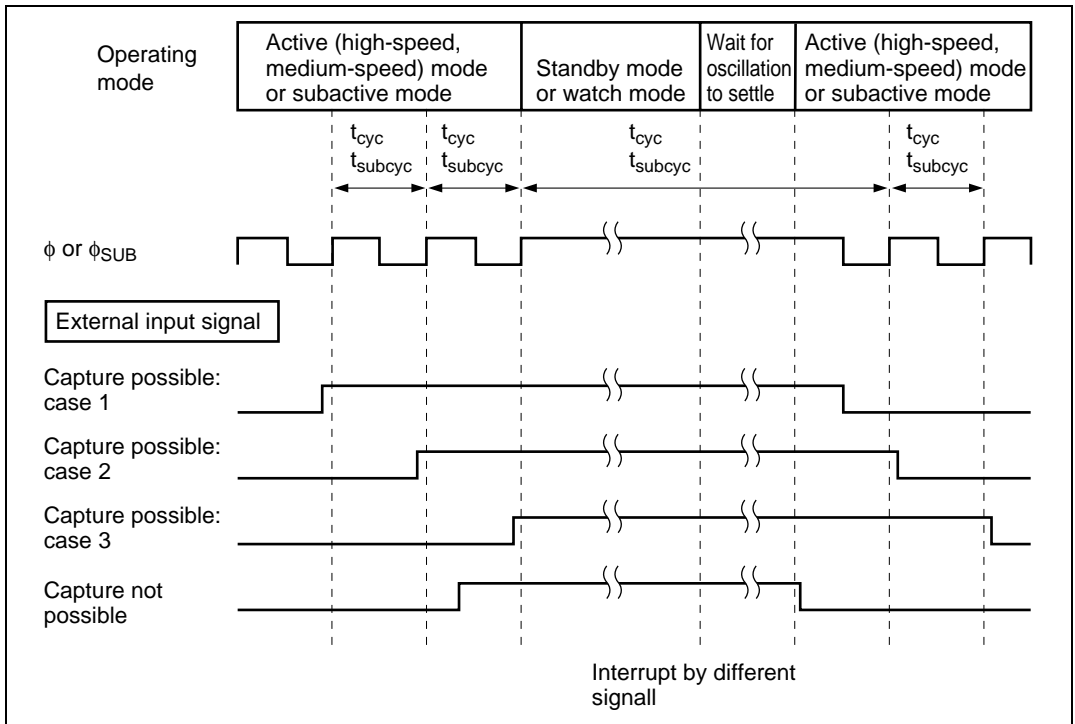 Operating
mode
Active (high-speed,
medium-speed) mode
or subactive mode
Standby mode
or watch mode
Wait for
oscillation
to settle
Active (high-speed,
medium-speed) mode
or subactive mode
tcyc
tsubcyc
tcyc
tsubcyc
tcyc
tsubcyc
tcyc
tsubcyc
φ or φSUB
External input signal
Capture possible:
case 1
Capture possible:
case 2
Capture possible:
case 3
Capture not
possible
Interrupt by different
signall